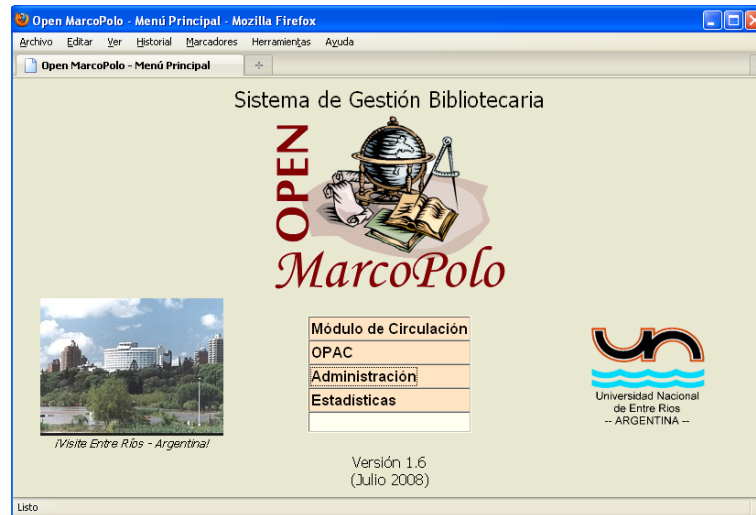 Open MarcoPolo - Menú Principal - Mozilla Firefox
Archivo Editar Ver Historial Marcadores Herramientas Ayuda
Open MarcoPolo - Menú Principal
Sistema de Gestión Bibliotecaria
OPEN
MarcoPolo
Módulo de Circulación
OPAC
Administración
Estadísticas
¡Visite Entre Ríos - Argentina!
Universidad Nacional
de Entre Rios
-- ARGENTINA --
Versión 1.6
(Julio 2008)
Listo